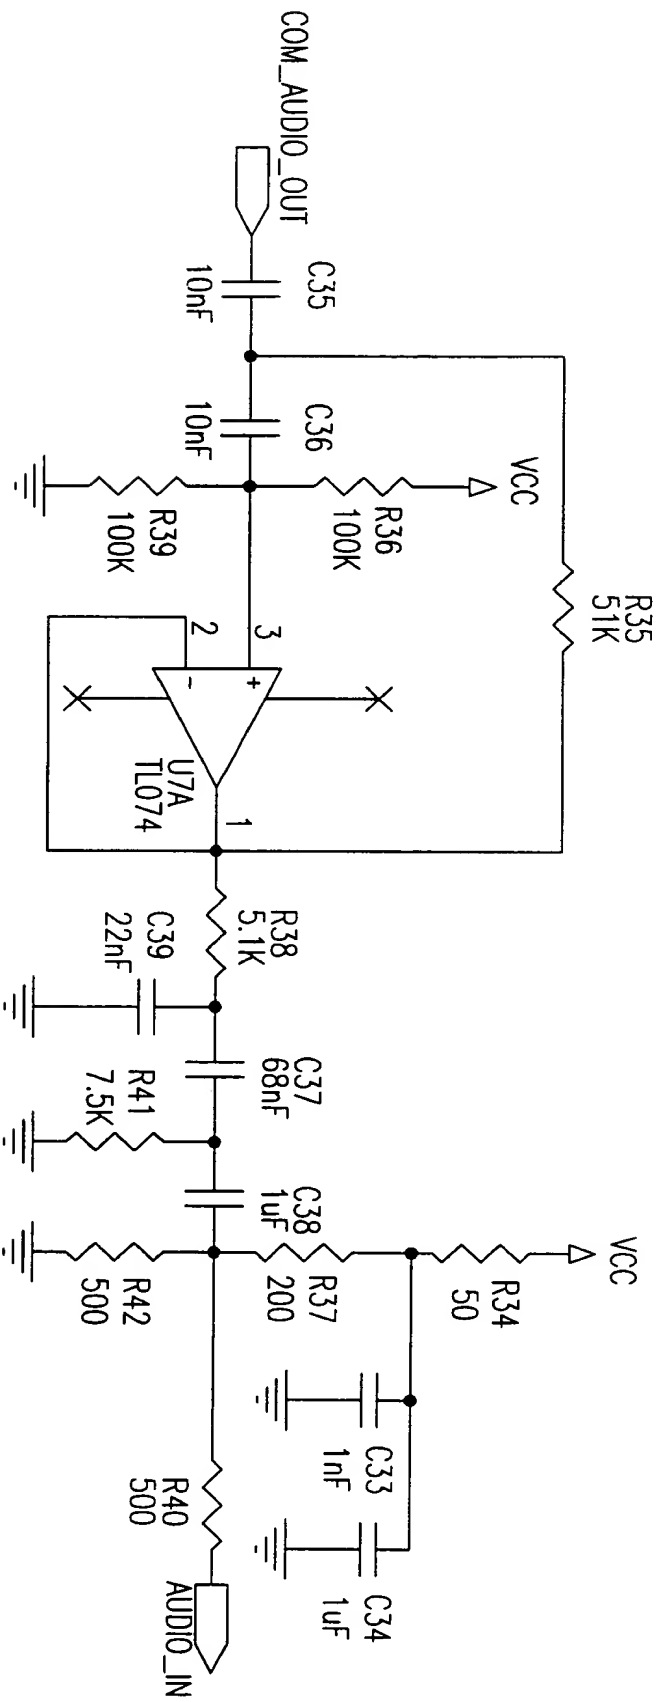 COM_AUDIO_OUT
C35
10nF
C36
10nF
VCC
R36
100K
R39
100K
R35
51K
2
3
-
+
U7A
TL074
1
R38
5.1K
C39
22nF
C37
68nF
R41
7.5K
C38
1uF
R42
500
R37
200
R34
50
VCC
C33
1nF
C34
1uF
R40
500
AUDIO_IN